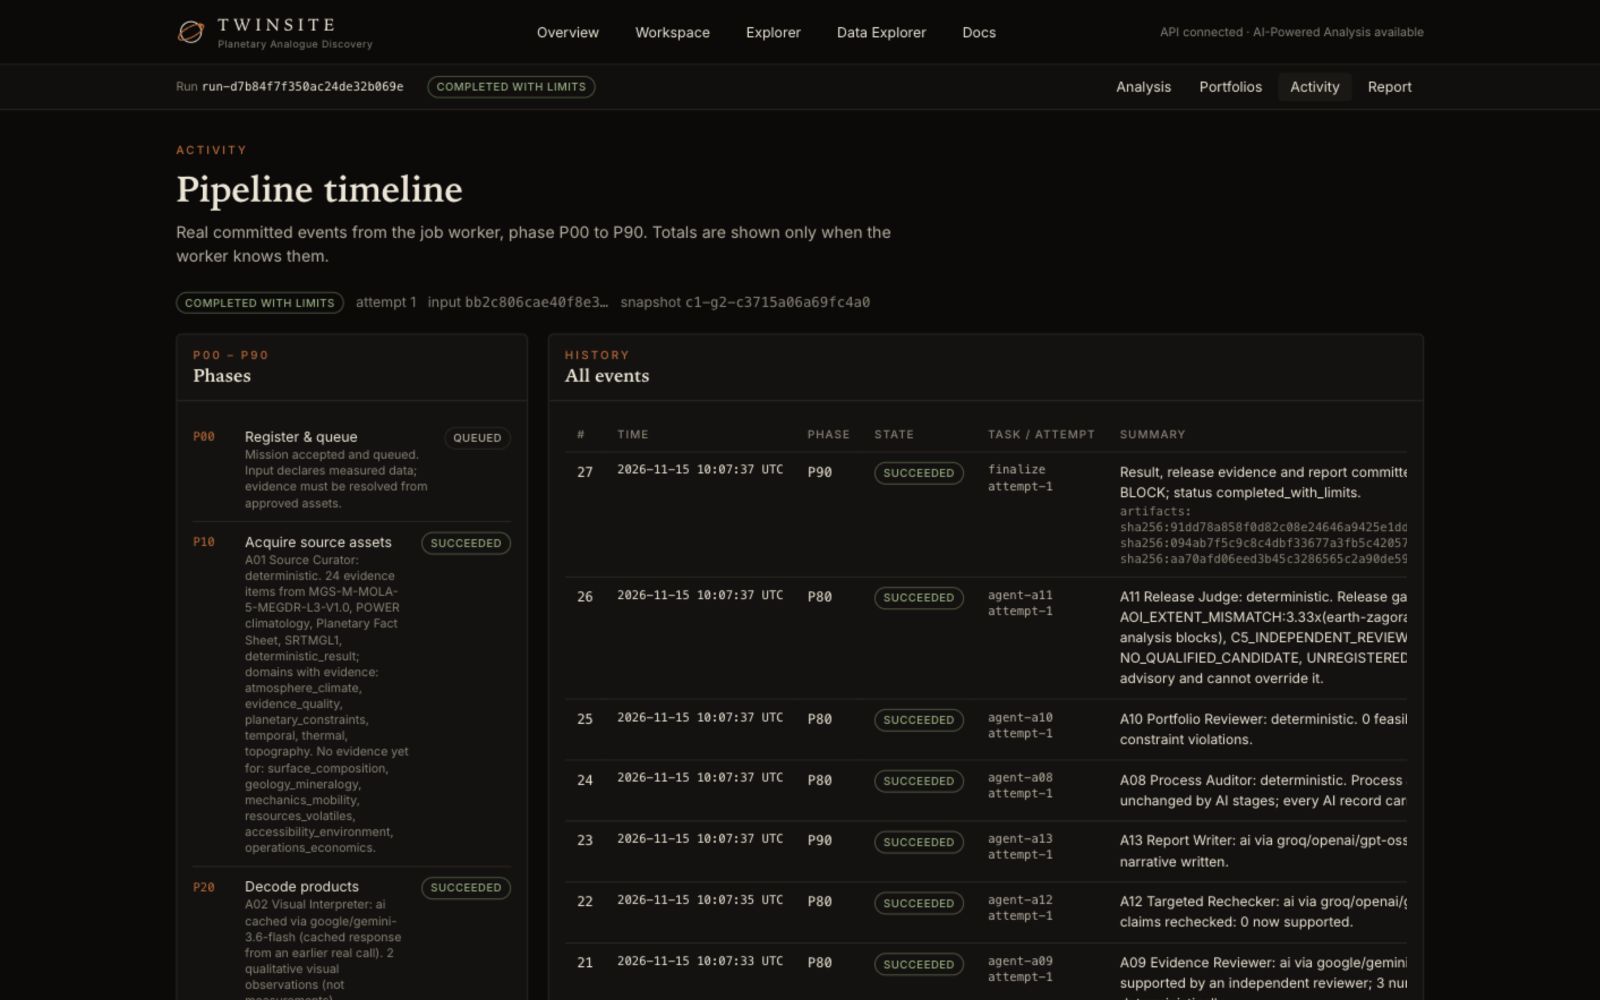 TWINSITE
Planetary Analogue Discovery
Overview
Workspace
Explorer
Data Explorer
Docs
API connected · AI-Powered Analysis available
Run run-d7b84f7f350ac24de32b069e
COMPLETED WITH LIMITS
Analysis
Portfolios
Activity
Report
ACTIVITY
Pipeline timeline
Real committed events from the job worker, phase P00 to P90. Totals are shown only when the
worker knows them.
COMPLETED WITH LIMITS attempt 1 input bb2c806cae40f8e3… snapshot c1-g2-c3715a06a69fc4a0
P00 – P90
Phases
P00 Register & queue QUEUED
Mission accepted and queued.
Input declares measured data;
evidence must be resolved from
approved assets.
P10 Acquire source assets SUCCEEDED
A01 Source Curator:
deterministic. 24 evidence
items from MGS-M-MOLA-
5-MEGDR-L3-V1.0, POWER
climatology, Planetary Fact
Sheet, SRTMGL1,
deterministic_result;
domains with evidence:
atmosphere_climate,
evidence_quality,
planetary_constraints,
temporal, thermal,
topography. No evidence yet
for: surface_composition,
geology_mineralogy,
mechanics_mobility,
resources_volatiles,
accessibility_environment,
operations_economics.
P20 Decode products SUCCEEDED
A02 Visual Interpreter: ai
cached via google/gemini-
3.6-flash (cached response
from an earlier real call). 2
qualitative visual
observations (not
measurements)
HISTORY
All events
# TIME PHASE STATE TASK / ATTEMPT SUMMARY
27 2026-11-15 10:07:37 UTC P90 SUCCEEDED finalize
attempt-1
Result, release evidence and report committe
BLOCK; status completed_with_limits.
artifacts:
sha256:91dd78a858f0d82c08e24646a9425e1dd
sha256:094ab7f5c9c8c4dbf33677a3fb5c42057
sha256:aa70afd06eed3b45c3286565c2a90de59
26 2026-11-15 10:07:37 UTC P80 SUCCEEDED agent-a11
attempt-1
A11 Release Judge: deterministic. Release ga
AOI_EXTENT_MISMATCH:3.33x(earth-zagora
analysis blocks), C5_INDEPENDENT_REVIEW
NO_QUALIFIED_CANDIDATE, UNREGISTERED
advisory and cannot override it.
25 2026-11-15 10:07:37 UTC P80 SUCCEEDED agent-a10
attempt-1
A10 Portfolio Reviewer: deterministic. 0 feasil
constraint violations.
24 2026-11-15 10:07:37 UTC P80 SUCCEEDED agent-a08
attempt-1
A08 Process Auditor: deterministic. Process
unchanged by AI stages; every AI record car
23 2026-11-15 10:07:37 UTC P90 SUCCEEDED agent-a13
attempt-1
A13 Report Writer: ai via groq/openai/gpt-oss
narrative written.
22 2026-11-15 10:07:35 UTC P80 SUCCEEDED agent-a12
attempt-1
A12 Targeted Rechecker: ai via groq/openai/g
claims rechecked: 0 now supported.
21 2026-11-15 10:07:33 UTC P80 SUCCEEDED agent-a09
attempt-1
A09 Evidence Reviewer: ai via google/gemini
supported by an independent reviewer; 3 nur